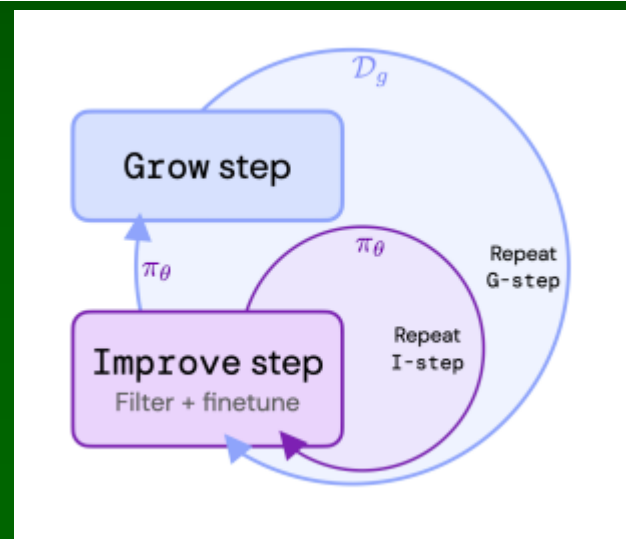 𝒟g
Grow step
Repeat
G-step
πθ
πθ
Repeat
I-step
Improve step
Filter + finetune